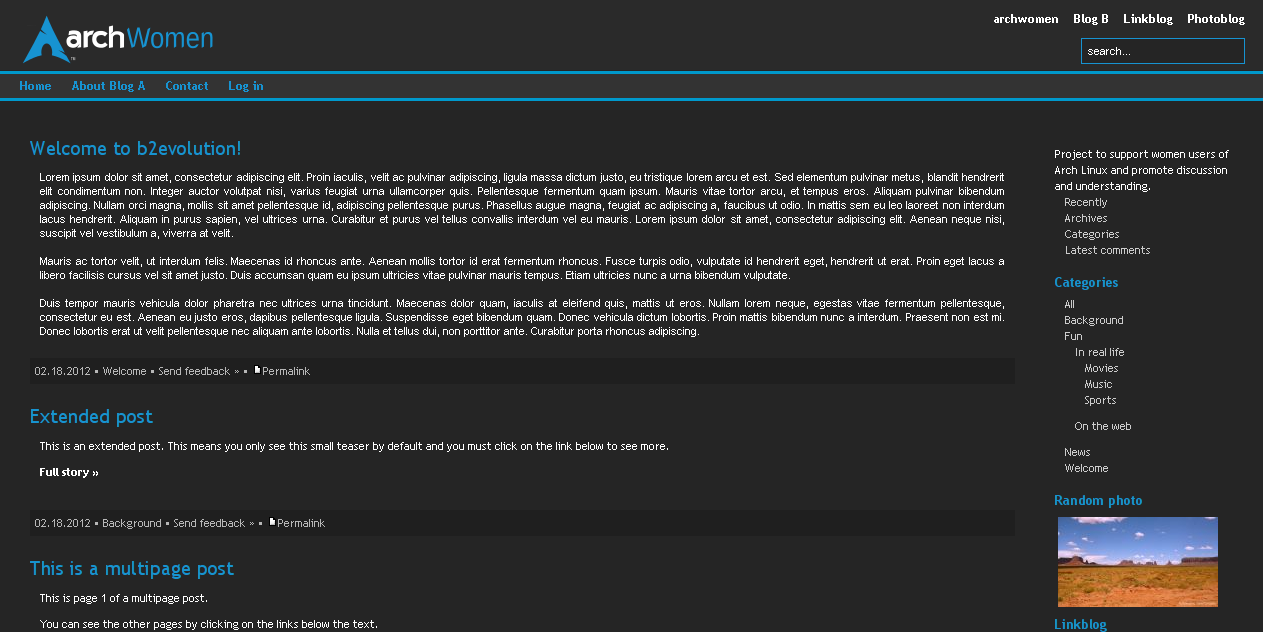 archWomen
TM
archwomen Blog B Linkblog Photoblog
search...
Home About Blog A Contact Log in
Welcome to b2evolution!
Lorem ipsum dolor sit amet, consectetur adipiscing elit. Proin iaculis, velit ac pulvinar adipiscing, ligula massa dictum justo, eu tristique lorem arcu et est. Sed elementum pulvinar metus, blandit hendrerit
elit condimentum non. Integer auctor volutpat nisi, varius feugiat urna ullamcorper quis. Pellentesque fermentum quam ipsum. Mauris vitae tortor arcu, et tempus eros. Aliquam pulvinar bibendum
adipiscing. Nullam orci magna, mollis sit amet pellentesque id, adipiscing pellentesque purus. Phasellus augue magna, feugiat ac adipiscing a, faucibus ut odio. In mattis sem eu leo laoreet non interdum
lacus hendrerit. Aliquam in purus sapien, vel ultrices urna. Curabitur et purus vel tellus convallis interdum vel eu mauris. Lorem ipsum dolor sit amet, consectetur adipiscing elit. Aenean neque nisi,
suscipit vel vestibulum a, viverra at velit.
Mauris ac tortor velit, ut interdum felis. Maecenas id rhoncus ante. Aenean mollis tortor id erat fermentum rhoncus. Fusce turpis odio, vulputate id hendrerit eget, hendrerit ut erat. Proin eget lacus a
libero facilisis cursus vel sit amet justo. Duis accumsan quam eu ipsum ultricies vitae pulvinar mauris tempus. Etiam ultricies nunc a urna bibendum vulputate.
Duis tempor mauris vehicula dolor pharetra nec ultrices urna tincidunt. Maecenas dolor quam, iaculis at eleifend quis, mattis ut eros. Nullam lorem neque, egestas vitae fermentum pellentesque,
consectetur eu est. Aenean eu justo eros, dapibus pellentesque ligula. Suspendisse eget bibendum quam. Donec vehicula dictum lobortis. Proin mattis bibendum nunc a interdum. Praesent non est mi.
Donec lobortis erat ut velit pellentesque nec aliquam ante lobortis. Nulla et tellus dui, non porttitor ante. Curabitur porta rhoncus adipiscing.
02.18.2012 • Welcome • Send feedback » • Permalink
Extended post
This is an extended post. This means you only see this small teaser by default and you must click on the link below to see more.
Full story »
02.18.2012 • Background • Send feedback » • Permalink
This is a multipage post
This is page 1 of a multipage post.
You can see the other pages by clicking on the links below the text.
Project to support women users of
Arch Linux and promote discussion
and understanding.
Recently
Archives
Categories
Latest comments
Categories
All
Background
Fun
In real life
Movies
Music
Sports
On the web
News
Welcome
Random photo
Linkblog